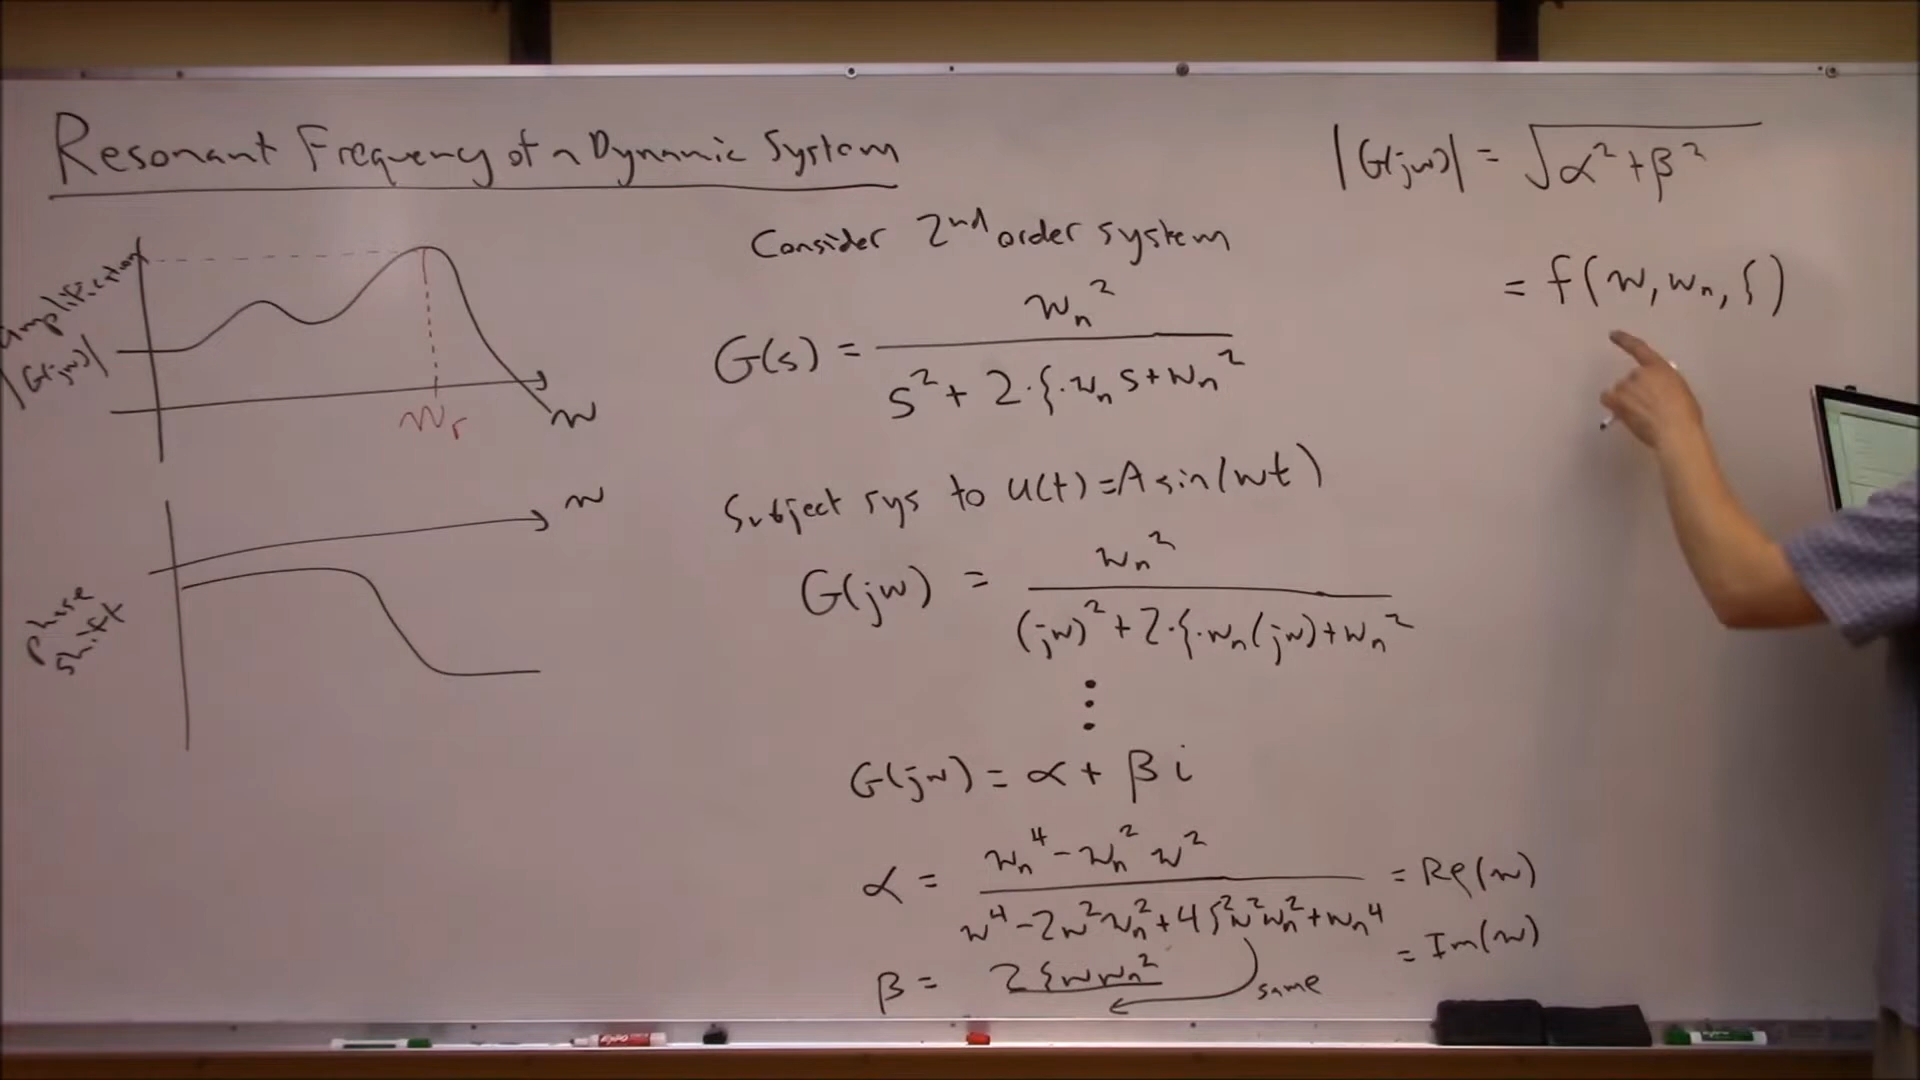 Resonant Frequency of a Dynamic System
amplification
|G(jw)|
wr
w
w
phase
shift
Consider 2nd order system
G(s) = wn² / (s² + 2·ζ·wn s + wn²)
Subject sys to u(t) = A sin(wt)
G(jw) = wn² / ((jw)² + 2·ζ·wn(jw) + wn²)
⋮
G(jw) = α + β i
α = (wn⁴ - wn² w²) / (w⁴ - 2w²wn² + 4ζ²w²wn² + wn⁴) = Re(w)
β = 2ζwwn² = Im(w)
same
|G(jw)| = √(α² + β²)
= f(w, wn, ζ)
EXPO